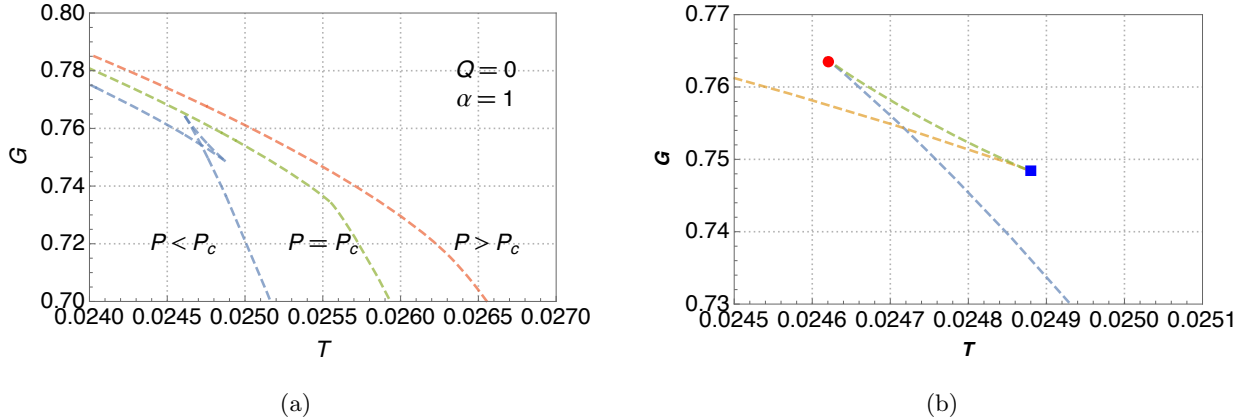 0.80
0.78
0.76
0.74
0.72
0.70
G
Q = 0
α = 1
P < P_c
P = P_c
P > P_c
0.0240 0.0245 0.0250 0.0255 0.0260 0.0265 0.0270
T
(a)
0.77
0.76
0.75
0.74
0.73
G
0.0245 0.0246 0.0247 0.0248 0.0249 0.0250 0.0251
T
(b)